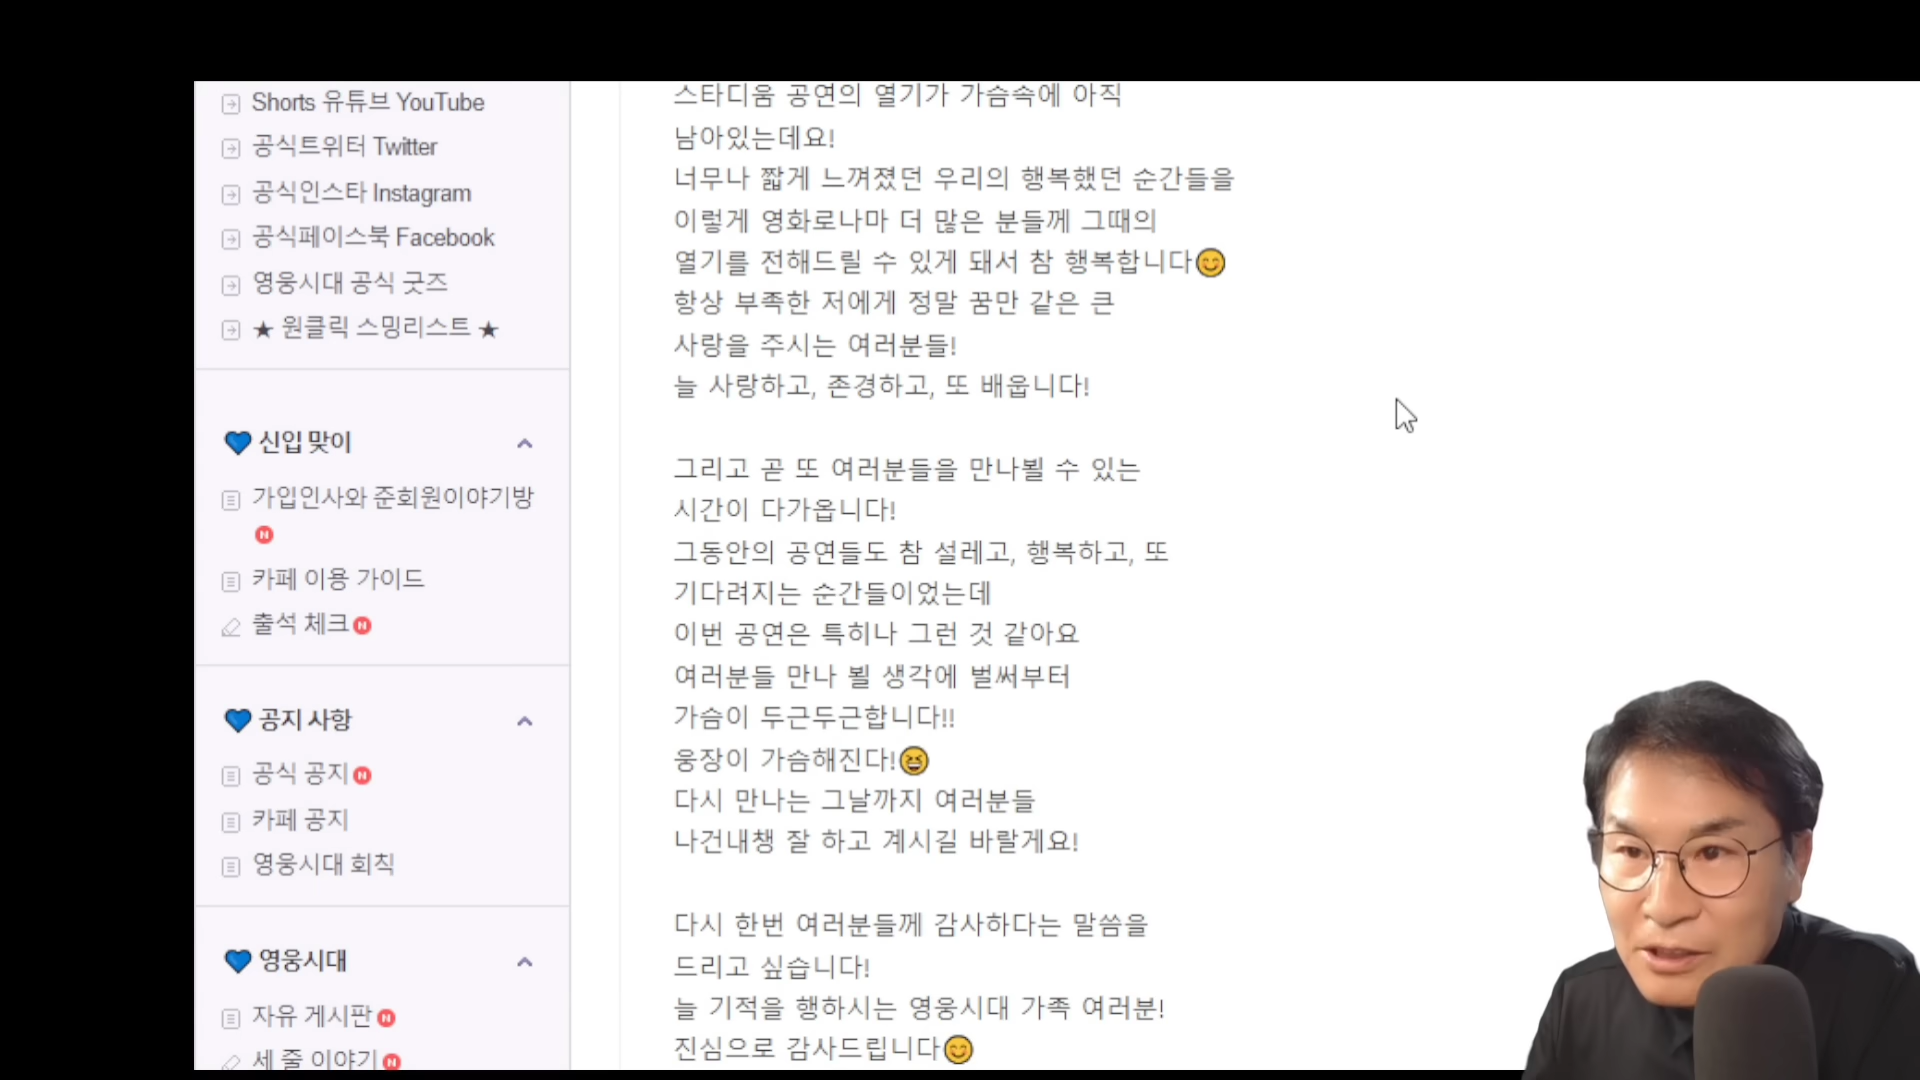 Shorts 유튜브 YouTube
공식트위터 Twitter
공식인스타 Instagram
공식페이스북 Facebook
영웅시대 공식 굿즈
★ 원클릭 스밍리스트 ★
신입 맞이
가입인사와 준회원이야기방
N
카페 이용 가이드
출석 체크 N
공지 사항
공식 공지 N
카페 공지
영웅시대 회칙
영웅시대
자유 게시판 N
세 줄 이야기 N
스타디움 공연의 열기가 가슴속에 아직
남아있는데요!
너무나 짧게 느껴졌던 우리의 행복했던 순간들을
이렇게 영화로나마 더 많은 분들께 그때의
열기를 전해드릴 수 있게 돼서 참 행복합니다😊
항상 부족한 저에게 정말 꿈만 같은 큰
사랑을 주시는 여러분들!
늘 사랑하고, 존경하고, 또 배웁니다!
그리고 곧 또 여러분들을 만나뵐 수 있는
시간이 다가옵니다!
그동안의 공연들도 참 설레고, 행복하고, 또
기다려지는 순간들이었는데
이번 공연은 특히나 그런 것 같아요
여러분들 만나 뵐 생각에 벌써부터
가슴이 두근두근합니다!!
웅장이 가슴해진다!😆
다시 만나는 그날까지 여러분들
나건내챙 잘 하고 계시길 바랄게요!
다시 한번 여러분들께 감사하다는 말씀을
드리고 싶습니다!
늘 기적을 행하시는 영웅시대 가족 여러분!
진심으로 감사드립니다😊